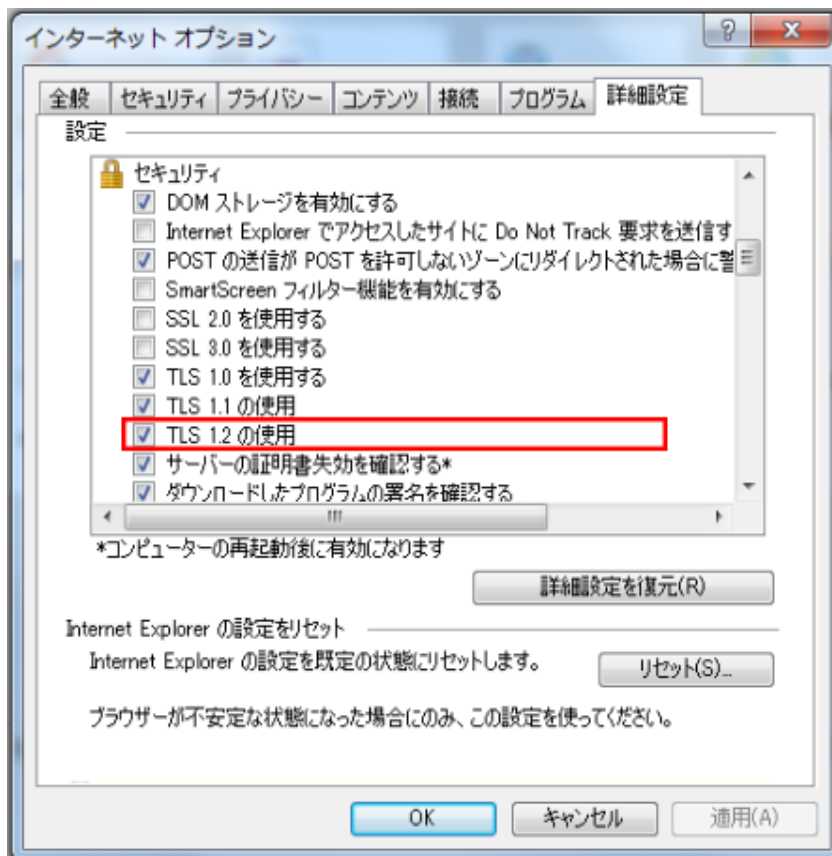 インターネット オプション
全般 セキュリティ プライバシー コンテンツ 接続 プログラム 詳細設定
設定
セキュリティ
DOM ストレージを有効にする
Internet Explorer でアクセスしたサイトに Do Not Track 要求を送信す
POST の送信が POST を許可しないゾーンにリダイレクトされた場合に警
SmartScreen フィルター機能を有効にする
SSL 2.0 を使用する
SSL 3.0 を使用する
TLS 1.0 を使用する
TLS 1.1 の使用
TLS 1.2 の使用
サーバーの証明書失効を確認する*
ダウンロードしたプログラムの署名を確認する
*コンピューターの再起動後に有効になります
詳細設定を復元(R)
Internet Explorer の設定をリセット
Internet Explorer の設定を既定の状態にリセットします。
リセット(S)...
ブラウザーが不安定な状態になった場合にのみ、この設定を使ってください。
OK キャンセル 適用(A)